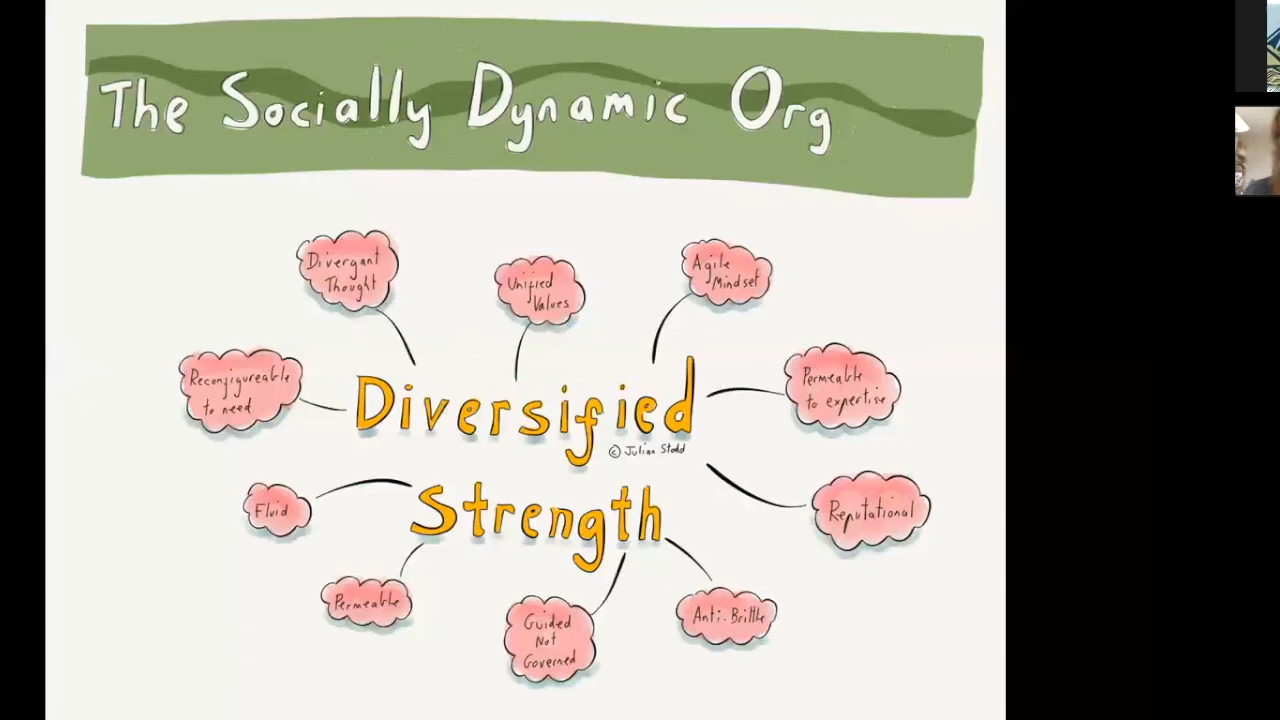 The Socially Dynamic Org
Divergant
Thought
Unified
Values
Agile
Mindset
Reconfigureable
to need
Permeable
to expertise
Diversified
© Julian Stodd
Strength
Fluid
Reputational
Permeable
Guided
Not
Governed
Anti-Brittle